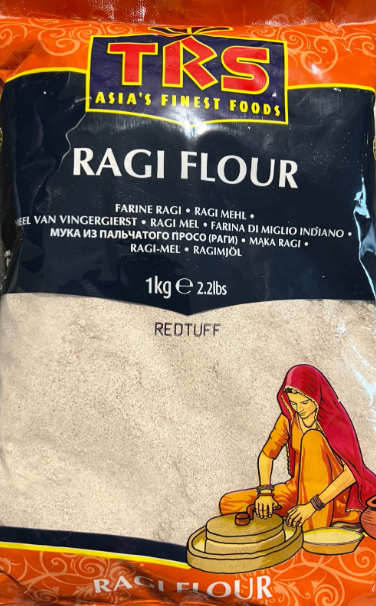 TRS
ASIA'S FINEST FOODS
RAGI FLOUR
FARINE RAGI • RAGI MEHL •
MEEL VAN VINGERGIERST • RAGI MEL • FARINA DI MIGLIO INDIANO •
МУКА ИЗ ПАЛЬЧАТОГО ПРОСО (РАГИ) • MĄKA RAGI •
RAGI-MEL • RAGIMJÖL
1kg ℮ 2.2lbs
REDTUFF
RAGI FLOUR